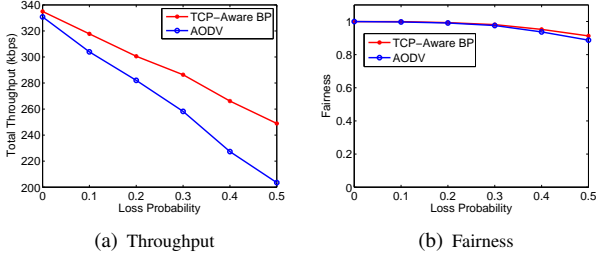 340
320
300
280
260
240
220
200
0
0.1
0.2
0.3
0.4
0.5
Total Throughput (kbps)
Loss Probability
TCP-Aware BP
AODV
(a) Throughput
1
0.8
0.6
0.4
0.2
0
0
0.1
0.2
0.3
0.4
0.5
Fairness
Loss Probability
TCP-Aware BP
AODV
(b) Fairness